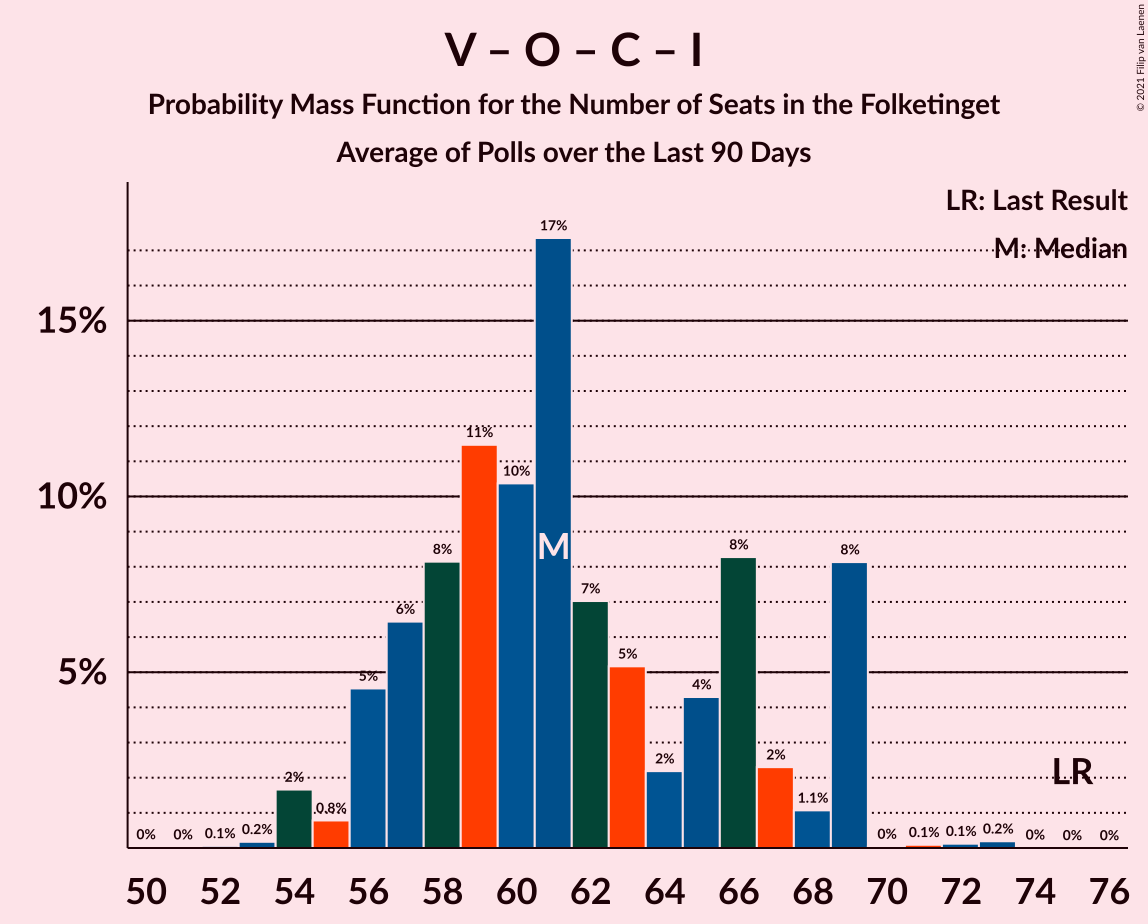 V – O – C – I
Probability Mass Function for the Number of Seats in the Folketinget
Average of Polls over the Last 90 Days
© 2021 Filip van Laenen
LR: Last Result
M: Median
15%
10%
5%
0% 0% 0.1% 0.2% 2% 0.8% 5% 6% 8% 11% 10% 17% 7% 5% 2% 4% 8% 2% 1.1% 8% 0% 0.1% 0.1% 0.2% 0% 0% 0%
M
LR
50 52 54 56 58 60 62 64 66 68 70 72 74 76